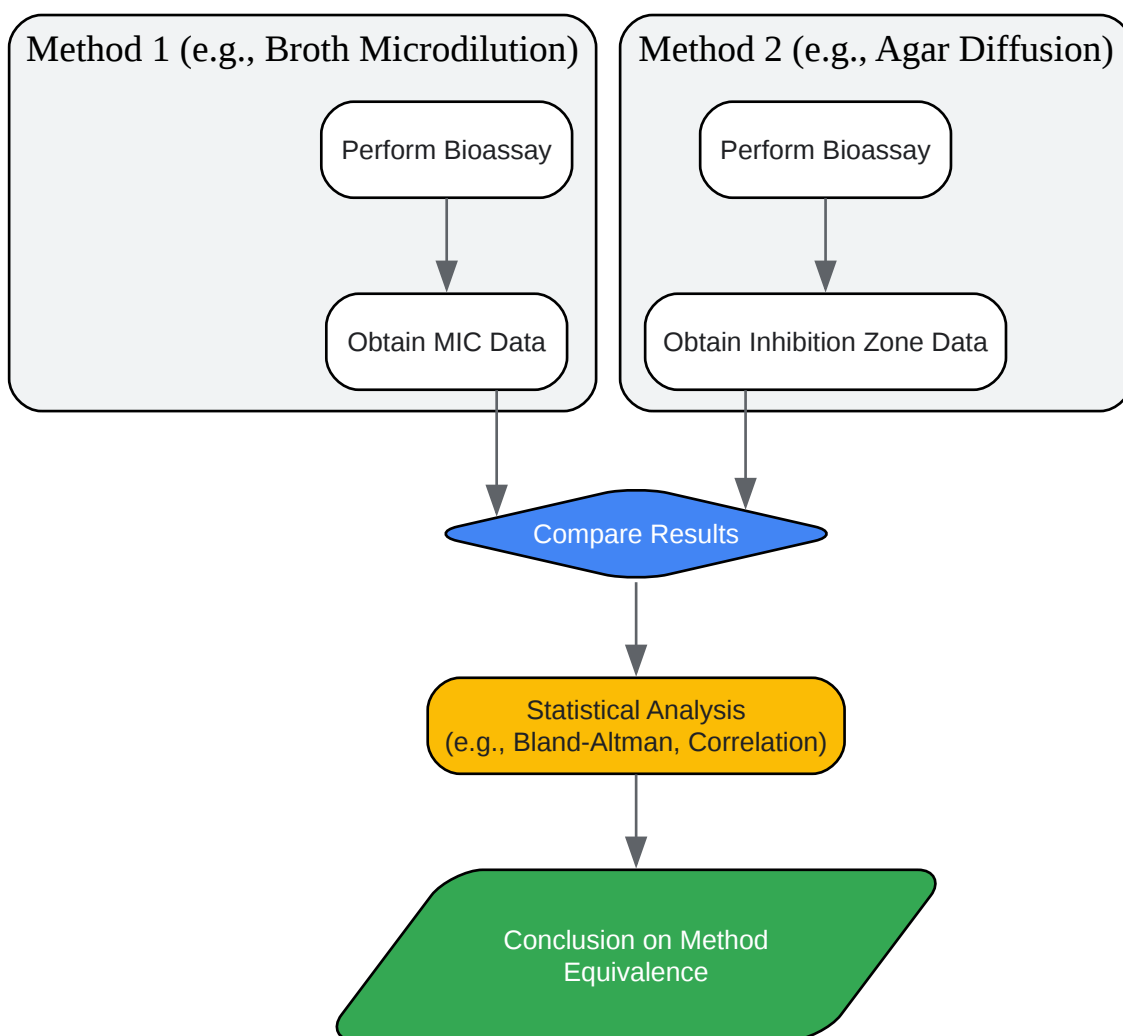 Method 1 (e.g., Broth Microdilution)
Perform Bioassay
Obtain MIC Data
Method 2 (e.g., Agar Diffusion)
Perform Bioassay
Obtain Inhibition Zone Data
Compare Results
Statistical Analysis
(e.g., Bland-Altman, Correlation)
Conclusion on Method
Equivalence